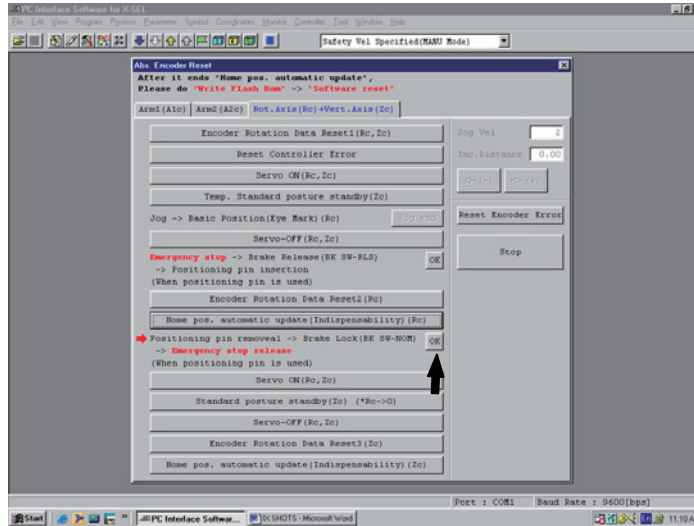 PC Interface Software for X-SEL
File Edit View Program Position Parameter Symbol Coordinates Monitor Controller Tool Window Help
Safety Vel Specified(MANU Mode)
Abs. Encoder Reset
After it ends "Home pos. automatic update",
Please do "Write Flash Rom" -> "Software reset"
Arm1(A1c) Arm2(A2c) Rot.Axis(Rc)+Vert.Axis(Zc)
Encoder Rotation Data Reset1(Rc,Zc)
Jog Vel 2
Reset Controller Error
Inc.Distance 0.00
Servo ON(Rc,Zc)
Temp. Standard posture standby(Zc)
Jog -> Basic Position(Eye Mark)(Rc) Jog end
Reset Encoder Error
Servo-OFF(Rc,Zc)
Stop
Emergency stop -> Brake Release(BK SW-RLS) OK
-> Positioning pin insertion
(When positioning pin is used)
Encoder Rotation Data Reset2(Rc)
Home pos. automatic update(Indispensability)(Rc)
Positioning pin removeal -> Brake Lock(BK SW-NOM) OK
-> Emergency stop release
(When positioning pin is used)
Servo ON(Rc,Zc)
Standard posture standby(Zc) (*Rc->0)
Servo-OFF(Rc,Zc)
Encoder Rotation Data Reset3(Zc)
Home pos. automatic update(Indispensability)(Zc)
Port : COM1 Baud Rate : 9600[bps]
Start PC Interface Softwar... IX SHOTS - Microsoft Word 11:10A